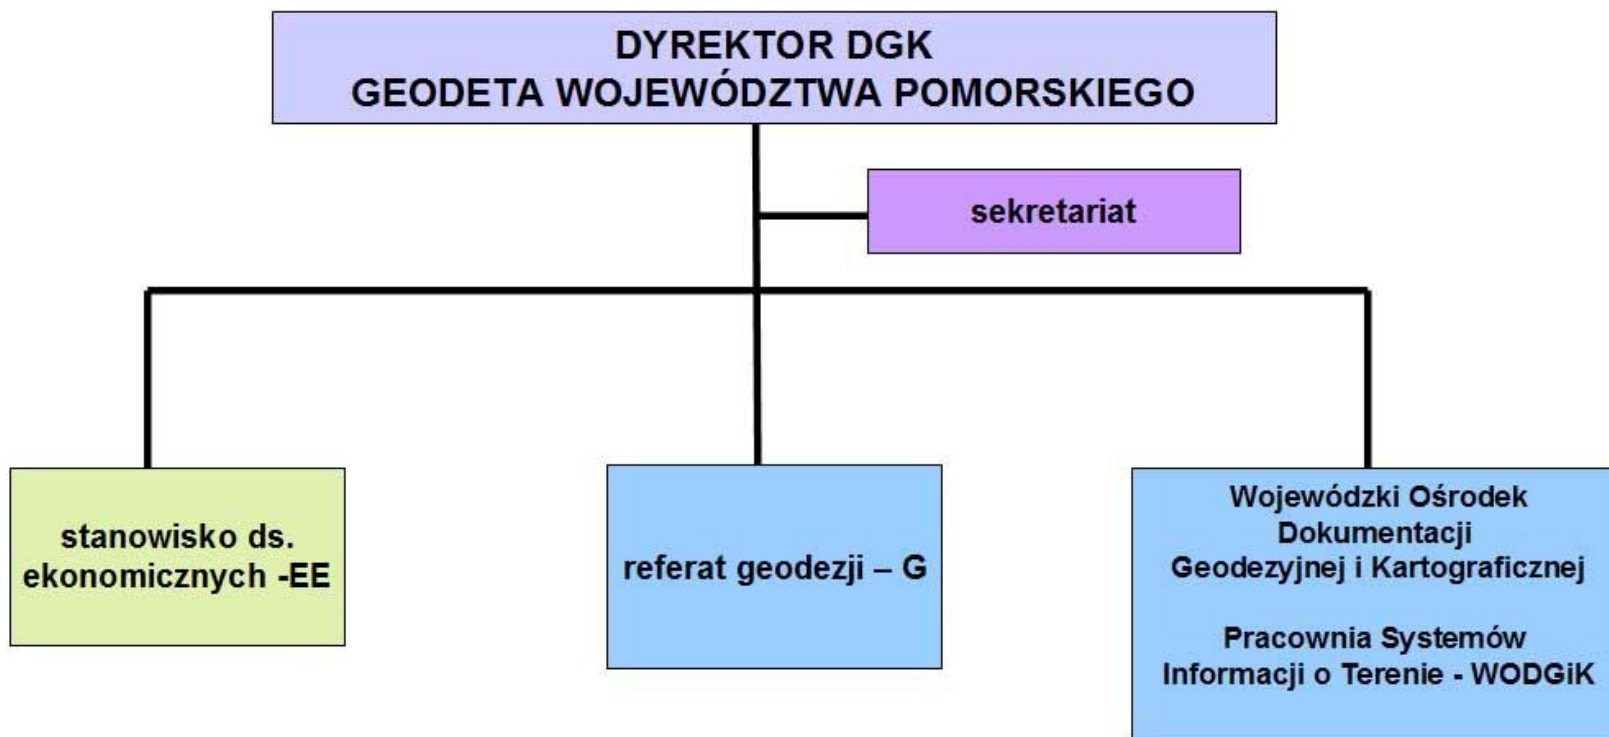 DYREKTOR DGK
GEODETA WOJEWÓDZTWA POMORSKIEGO
sekretariat
stanowisko ds.
ekonomicznych -EE
referat geodezji – G
Wojewódzki Ośrodek
Dokumentacji
Geodezyjnej i Kartograficznej
Pracownia Systemów
Informacji o Terenie - WODGiK